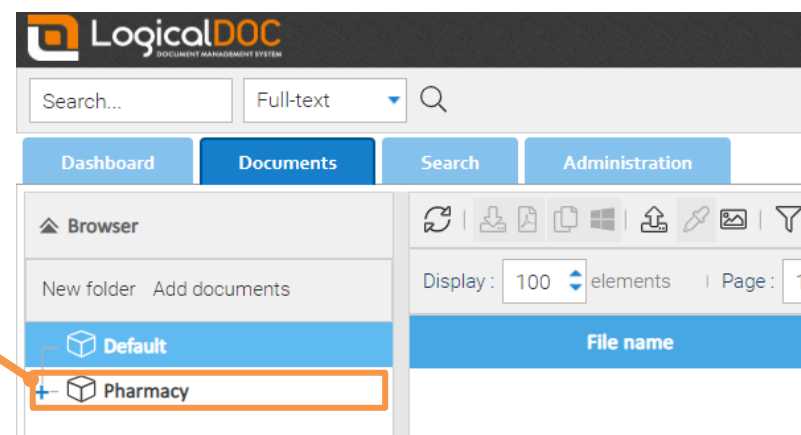 LogicalDOC
DOCUMENT MANAGEMENT SYSTEM
Search... Full-text
Dashboard Documents Search Administration
Browser
New folder Add documents
Display : 100 elements Page : 1
Default
File name
Pharmacy